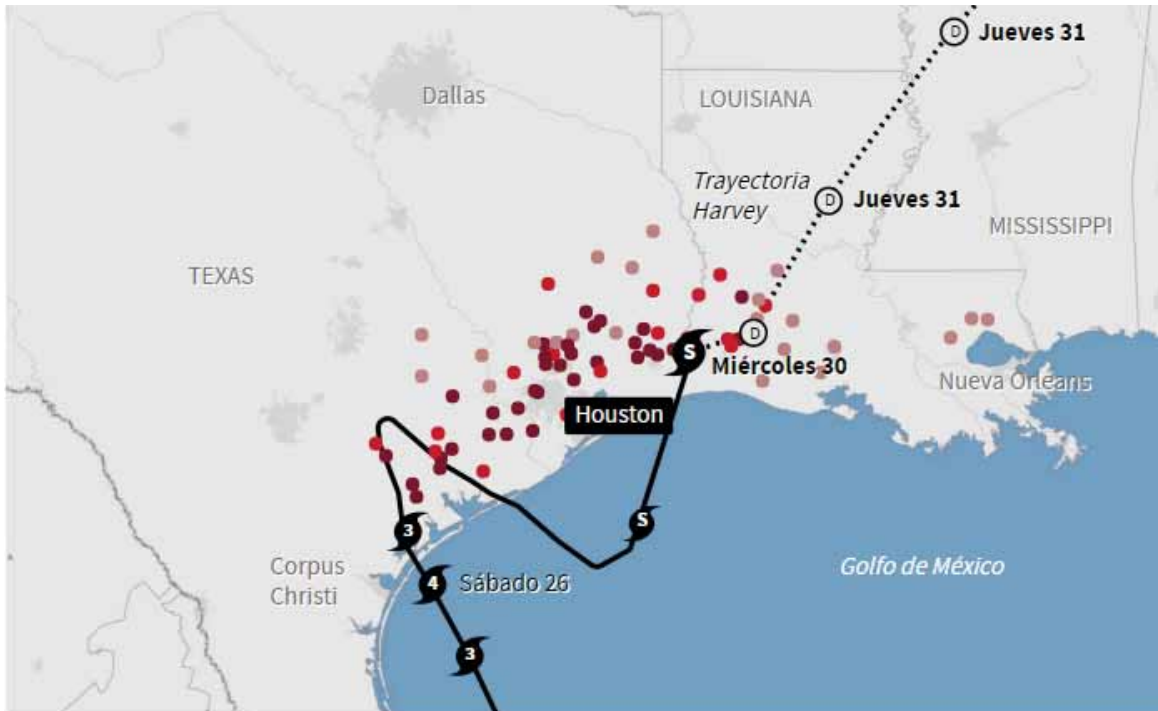 D
Jueves 31
Dallas
LOUISIANA
Trayectoria
Harvey
D
Jueves 31
MISSISSIPPI
TEXAS
D
S
Miércoles 30
Nueva Orleans
Houston
S
3
Corpus
Christi
4
Sábado 26
Golfo de México
3